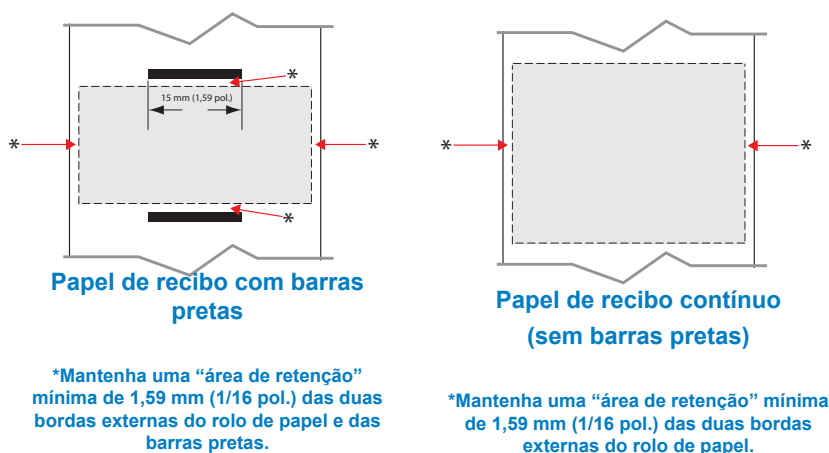 *
15 mm (1,59 pol.)
* *
*
Papel de recibo com barras
pretas
*Mantenha uma “área de retenção”
mínima de 1,59 mm (1/16 pol.) das duas
bordas externas do rolo de papel e das
barras pretas.
* *
Papel de recibo contínuo
(sem barras pretas)
*Mantenha uma “área de retenção” mínima
de 1,59 mm (1/16 pol.) das duas bordas
externas do rolo de papel.